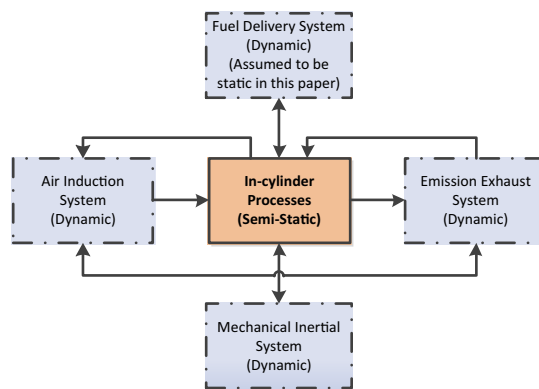 Fuel Delivery System
(Dynamic)
(Assumed to be
static in this paper)
Air Induction
System
(Dynamic)
In-cylinder
Processes
(Semi-Static)
Emission Exhaust
System
(Dynamic)
Mechanical Inertial
System
(Dynamic)